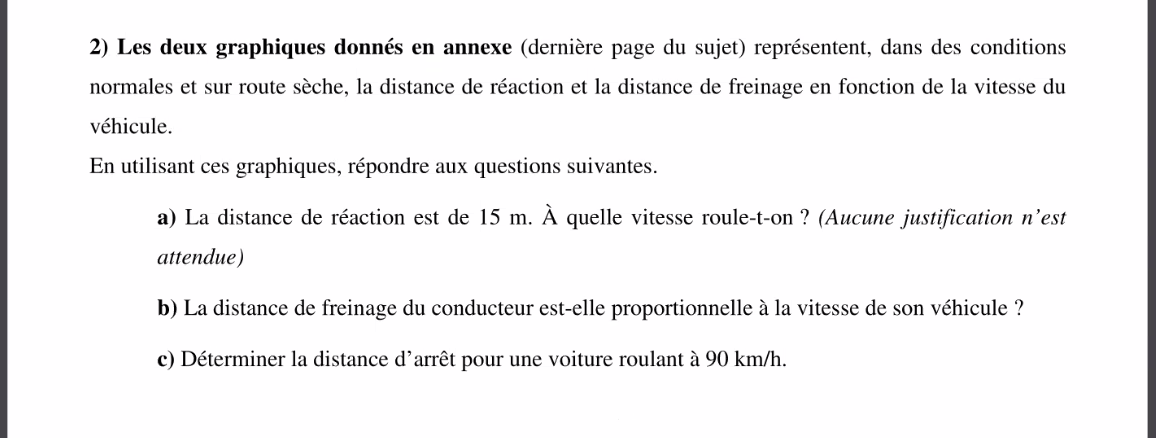 2) Les deux graphiques donnés en annexe (dernière page du sujet) représentent, dans des conditions
normales et sur route sèche, la distance de réaction et la distance de freinage en fonction de la vitesse du
véhicule.
En utilisant ces graphiques, répondre aux questions suivantes.
a) La distance de réaction est de 15 m. À quelle vitesse roule-t-on ? (Aucune justification n’est
attendue)
b) La distance de freinage du conducteur est-elle proportionnelle à la vitesse de son véhicule ?
c) Déterminer la distance d’arrêt pour une voiture roulant à 90 km/h.